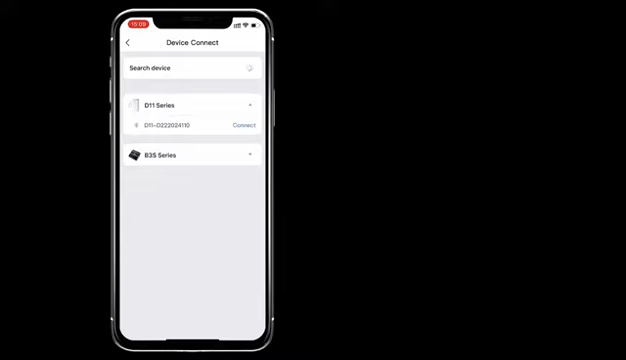 15:09
Device Connect
Search device
D11 Series
D11-D222024110
Connect
B3S Series